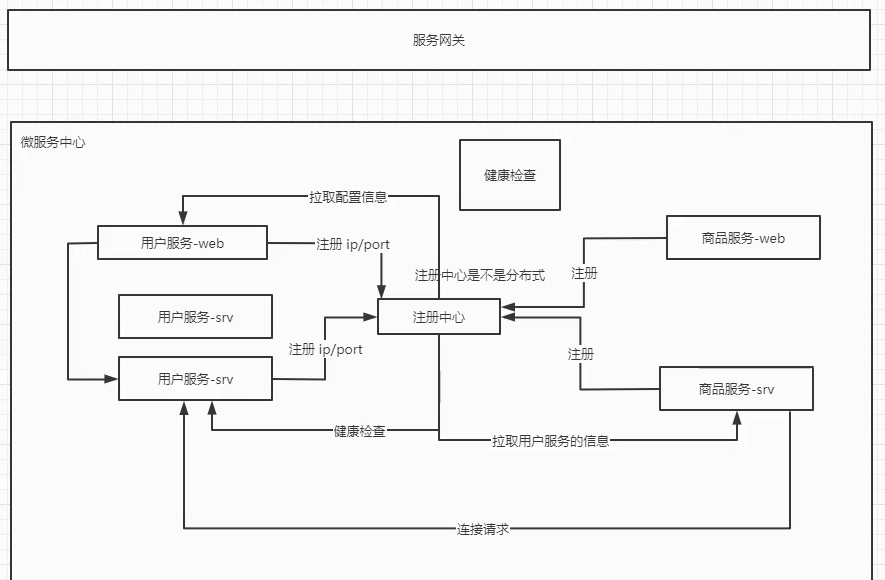 服务网关
微服务中心
健康检查
拉取配置信息
用户服务-web
注册 ip/port
商品服务-web
注册中心是不是分布式
注册
用户服务-srv
注册中心
注册 ip/port
注册
用户服务-srv
商品服务-srv
健康检查
拉取用户服务的信息
连接请求